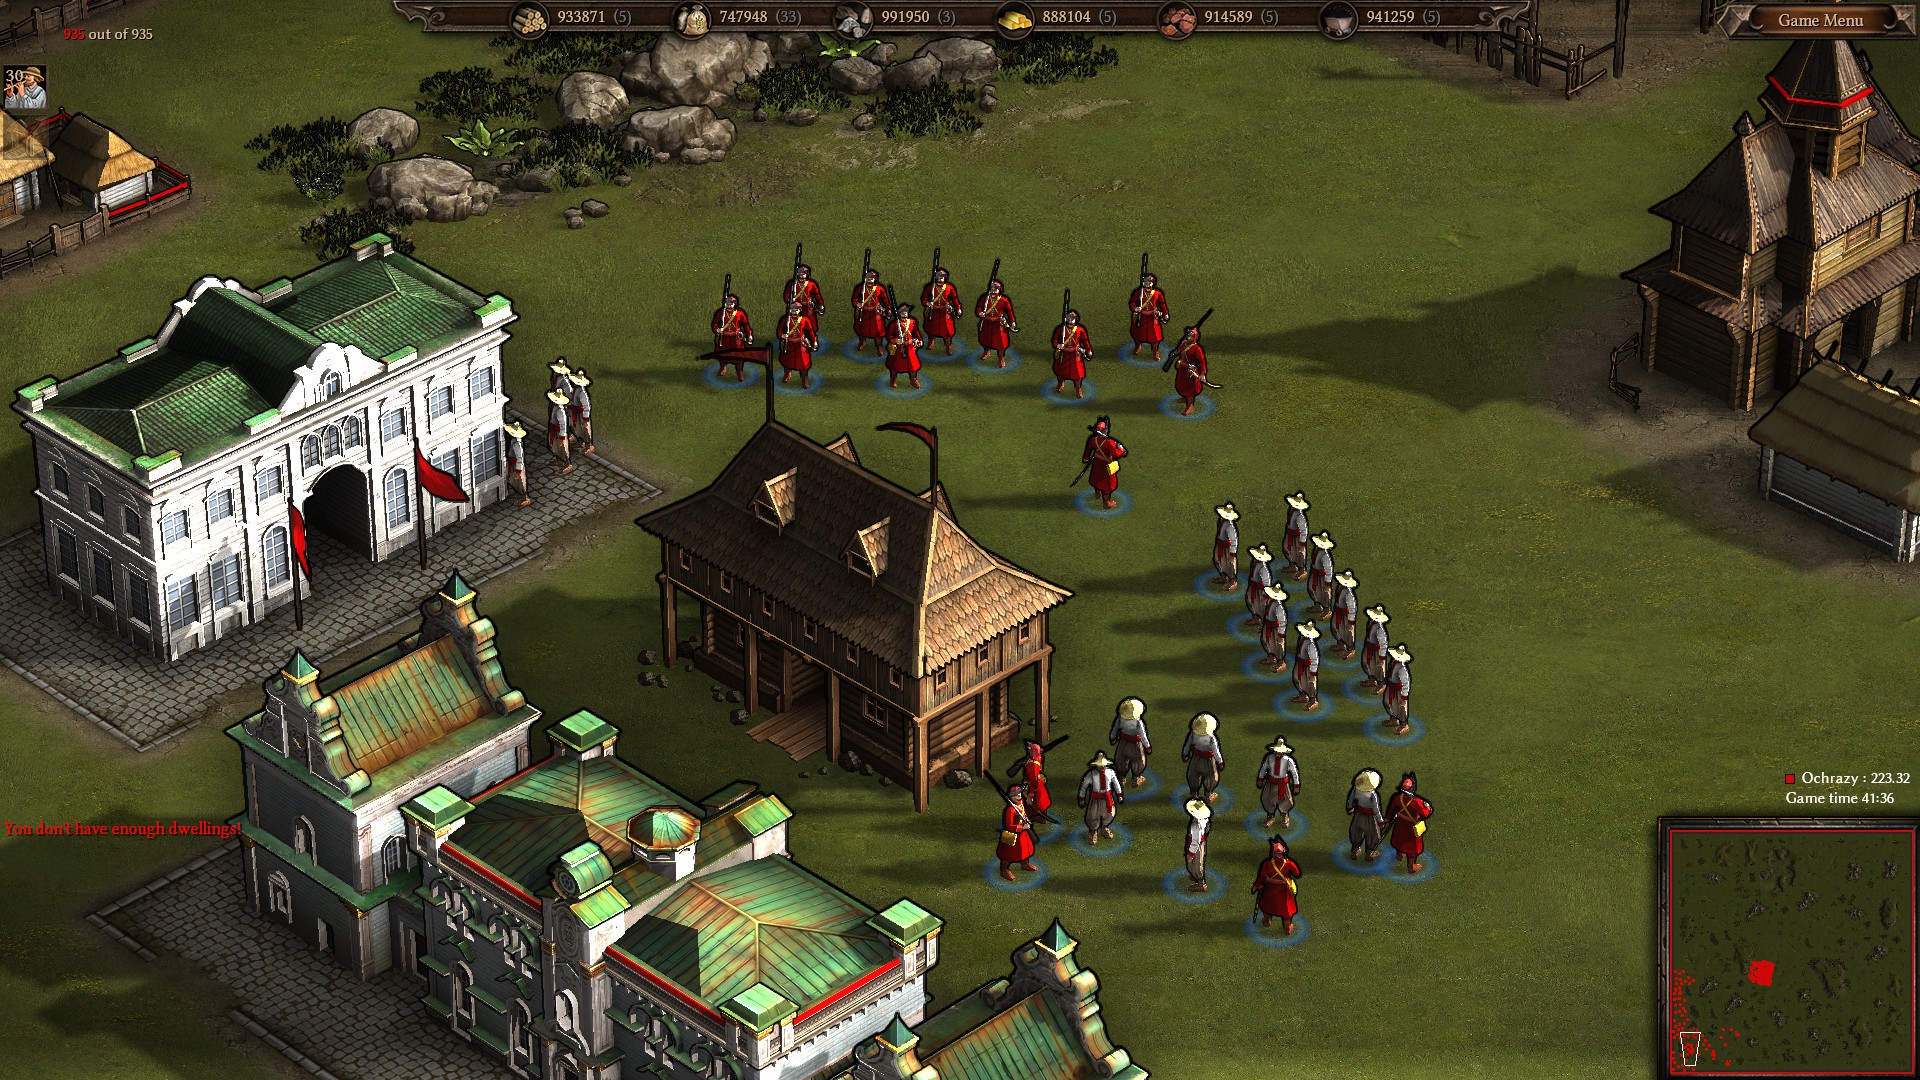 933871 (5) 747948 (33) 991950 (3) 888104 (5) 914589 (5) 941259 (5)
Game Menu
935 out of 935
30
Ochrazy : 223.32
Game time 41:36
You don't have enough dwellings!